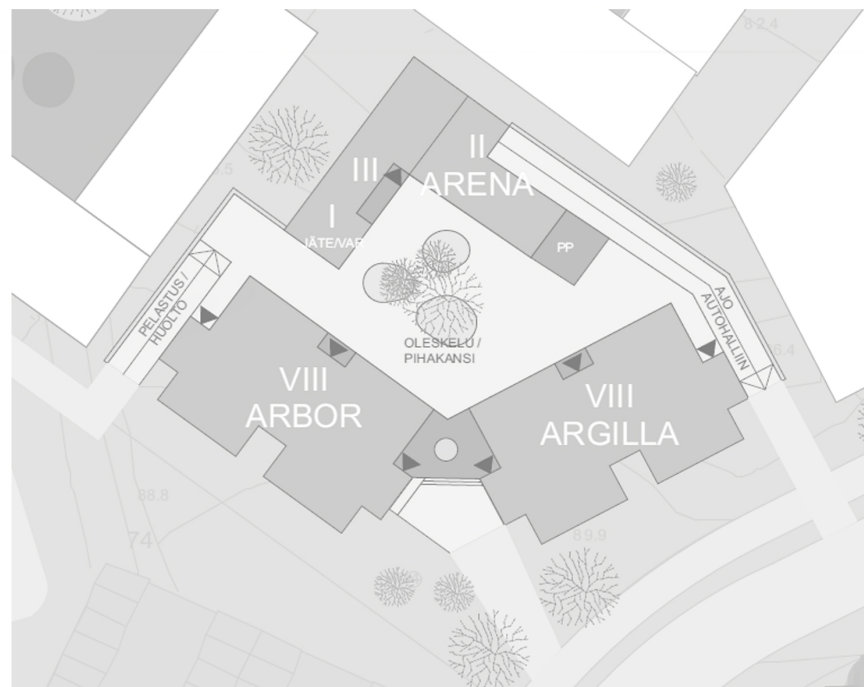 82.4
II
ARENA
III
I
JÄTE/VAR
PP
PELASTUS /
HUOLTO
AJO
AUTOHALLIIN
OLESKELU /
PIHAKANSI
VIII
ARBOR
VIII
ARGILLA
88.8
74
89.9